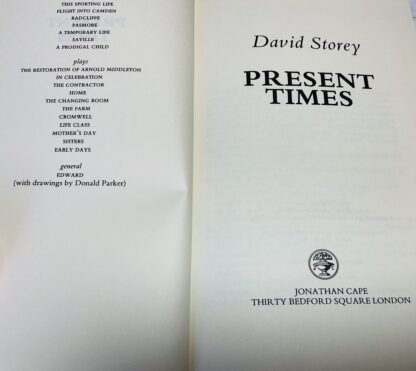 THIS SPORTING LIFE
FLIGHT INTO CAMDEN
RADCLIFFE
PASMORE
A TEMPORARY LIFE
SAVILLE
A PRODIGAL CHILD
plays
THE RESTORATION OF ARNOLD MIDDLETON
IN CELEBRATION
THE CONTRACTOR
HOME
THE CHANGING ROOM
THE FARM
CROMWELL
LIFE CLASS
MOTHER'S DAY
SISTERS
EARLY DAYS
general
EDWARD
(with drawings by Donald Parker)
David Storey
PRESENT
TIMES
JONATHAN CAPE
THIRTY BEDFORD SQUARE LONDON